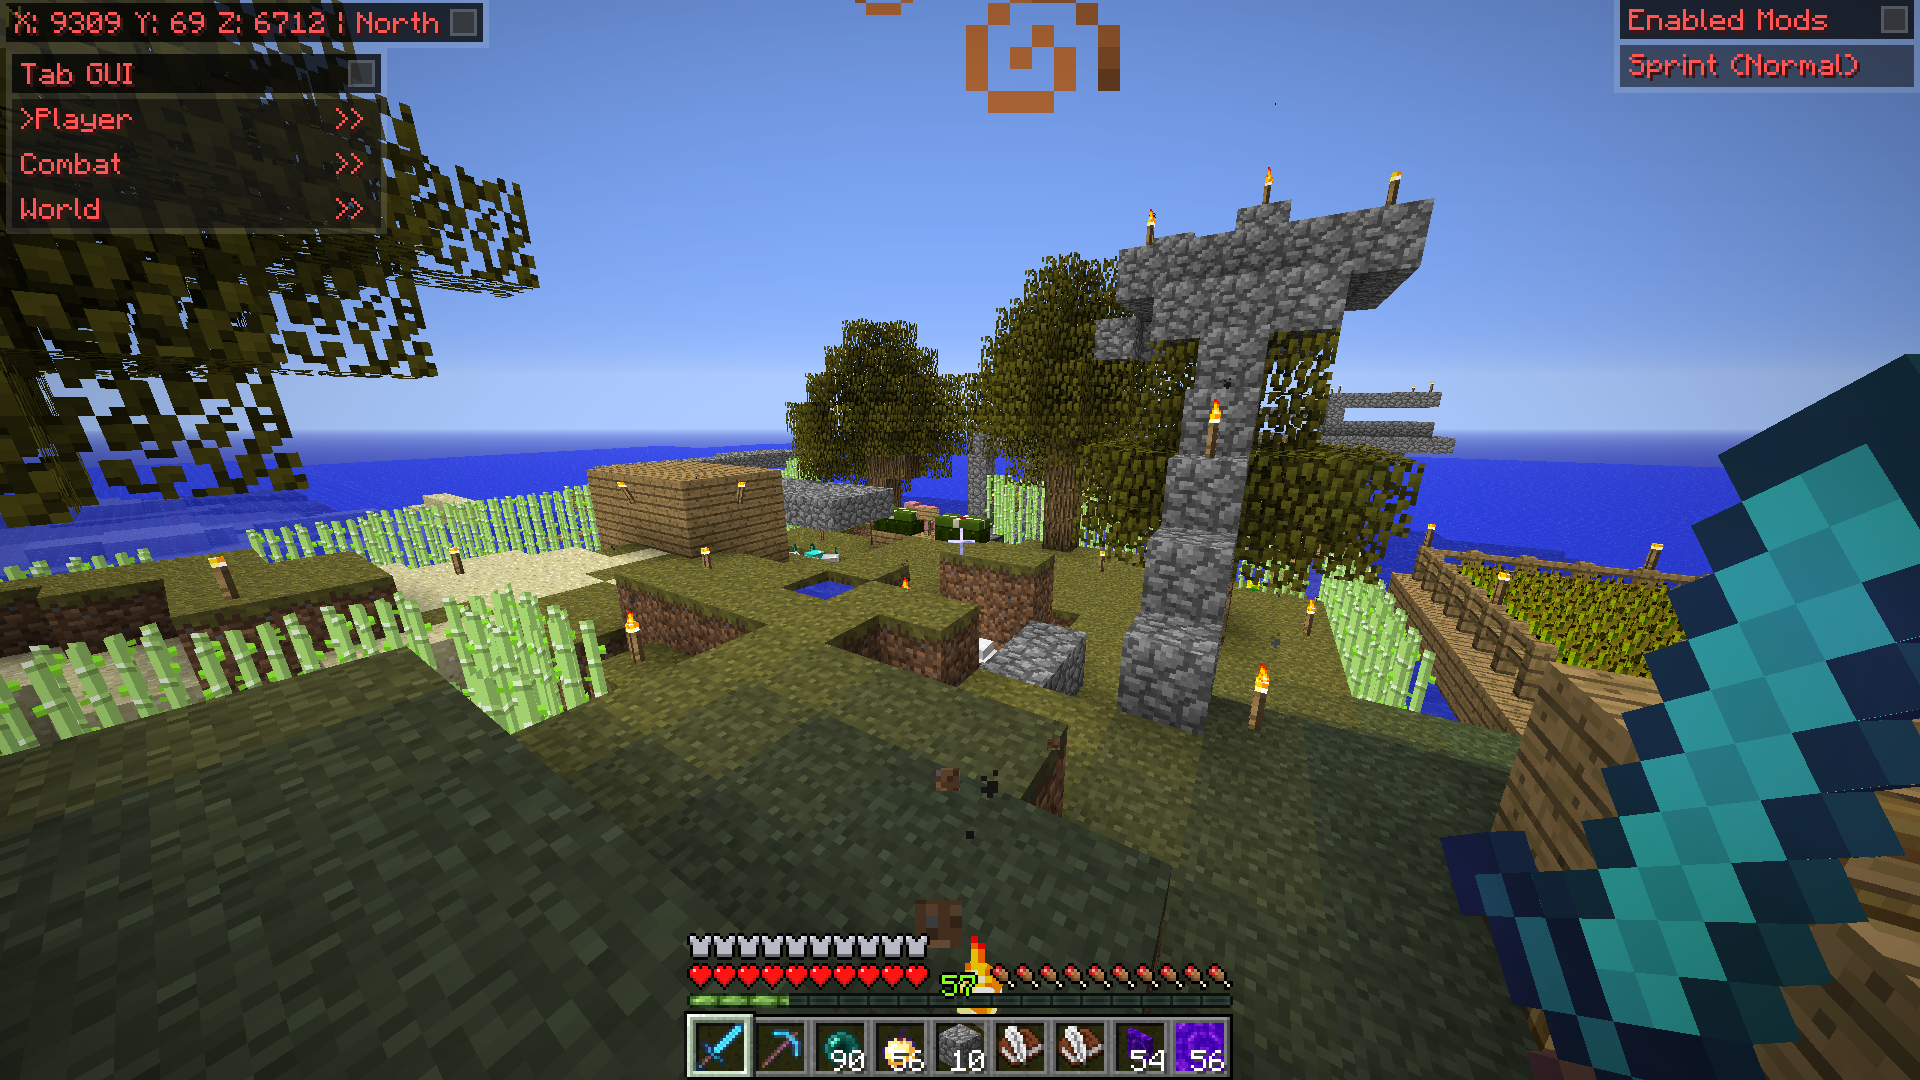 X: 9309 Y: 69 Z: 6712 | North
Enabled Mods
Sprint (Normal)
Tab GUI
>Player >>
Combat >>
World >>
57
90 56 10 54 56